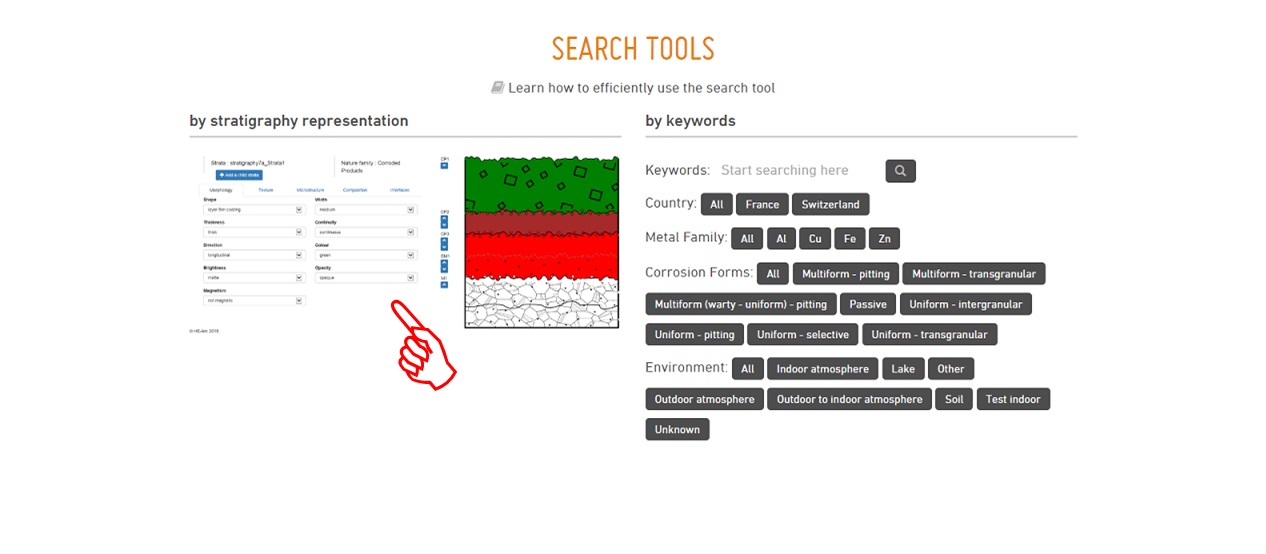 SEARCH TOOLS
Learn how to efficiently use the search tool
by stratigraphy representation
Strata : stratigraphy7a_Strata1
Nature family : Corroded
Products
Add a child strata
Morphology Texture Microstructure Composition Interfaces
Shape Width
layer thin coating medium
Thickness Continuity
thick continuous
Direction Colour
longitudinal green
Brightness Opacity
matte opaque
Magnetism
not magnetic
CP1
CP2
CP3
M1
by keywords
Keywords: Start searching here
Country: All France Switzerland
Metal Family: All Al Cu Fe Zn
Corrosion Forms: All Multiform - pitting Multiform - transgranular
Multiform (warty - uniform) - pitting Passive Uniform - intergranular
Uniform - pitting Uniform - selective Uniform - transgranular
Environment: All Indoor atmosphere Lake Other
Outdoor atmosphere Outdoor to indoor atmosphere Soil Test indoor
Unknown